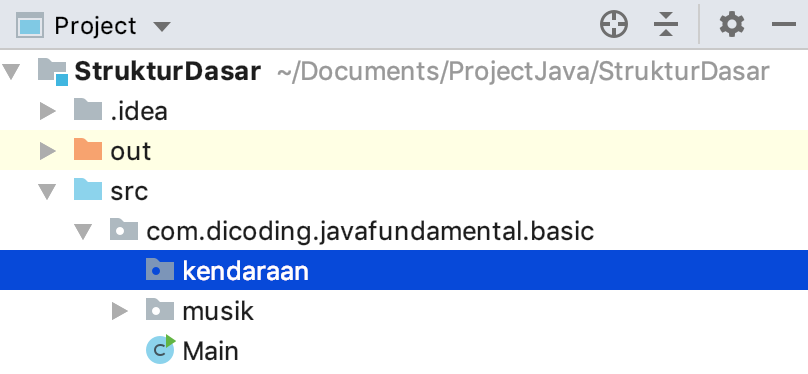 Project
StrukturDasar ~/Documents/ProjectJava/StrukturDasar
.idea
out
src
com.dicoding.javafundamental.basic
kendaraan
musik
C Main